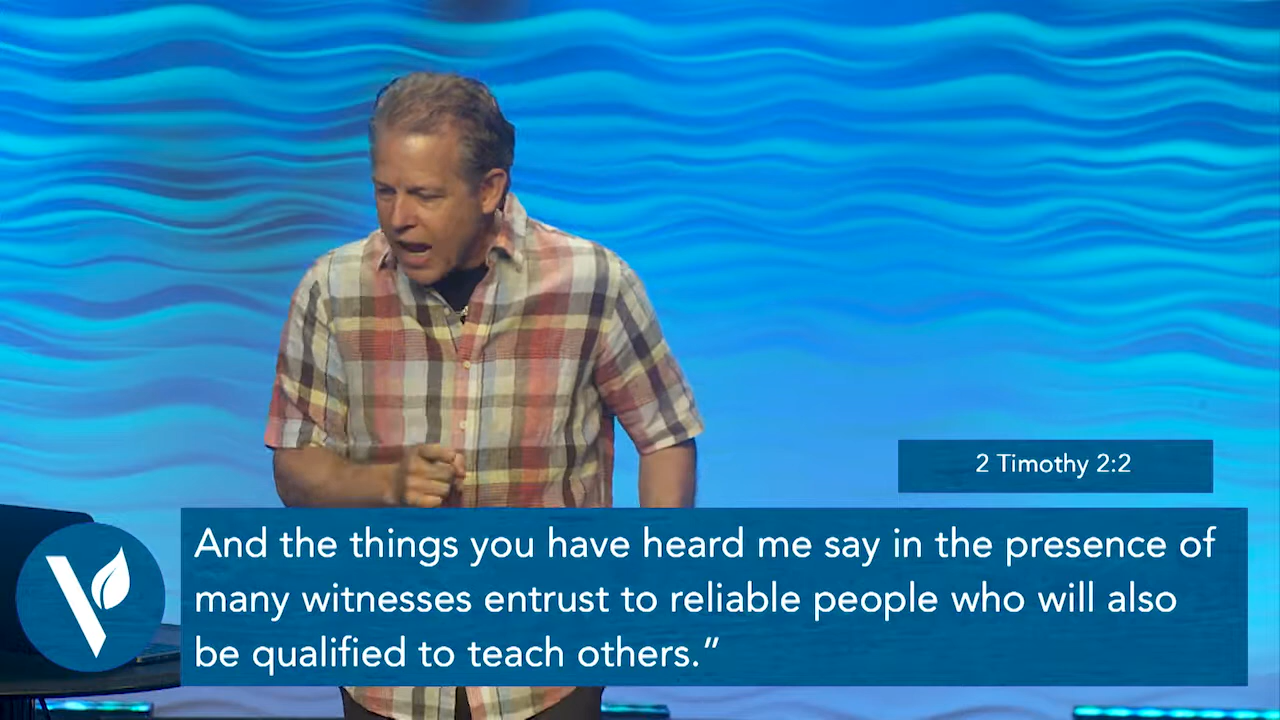 2 Timothy 2:2
And the things you have heard me say in the presence of
many witnesses entrust to reliable people who will also
be qualified to teach others.”